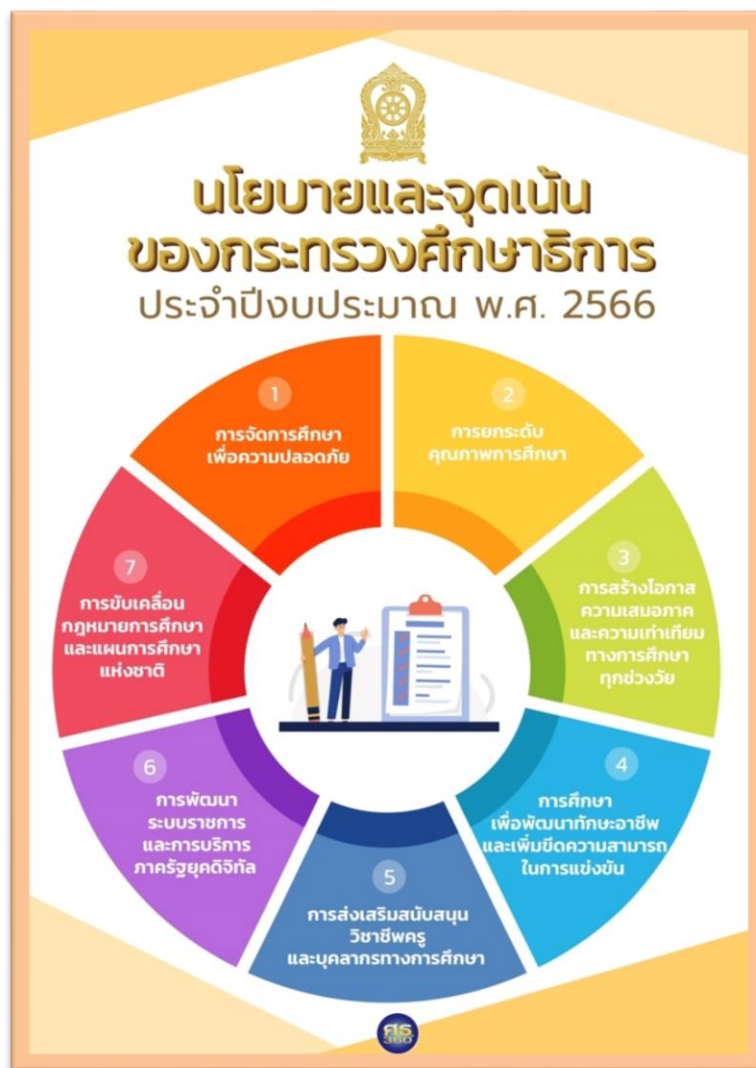 นโยบายและจุดเน้น
ของกระทรวงศึกษาธิการ
ประจำปีงบประมาณ พ.ศ. 2566
1
การจัดการศึกษา
เพื่อความปลอดภัย
2
การยกระดับ
คุณภาพการศึกษา
3
การสร้างโอกาส
ความเสมอภาค
และความเท่าเทียม
ทางการศึกษา
ทุกช่วงวัย
4
การศึกษา
เพื่อพัฒนาทักษะอาชีพ
และเพิ่มขีดความสามารถ
ในการแข่งขัน
5
การส่งเสริมสนับสนุน
วิชาชีพครู
และบุคลากรทางการศึกษา
6
การพัฒนา
ระบบราชการ
และการบริการ
ภาครัฐยุคดิจิทัล
7
การขับเคลื่อน
กฎหมายการศึกษา
และแผนการศึกษา
แห่งชาติ
ศธ.
360